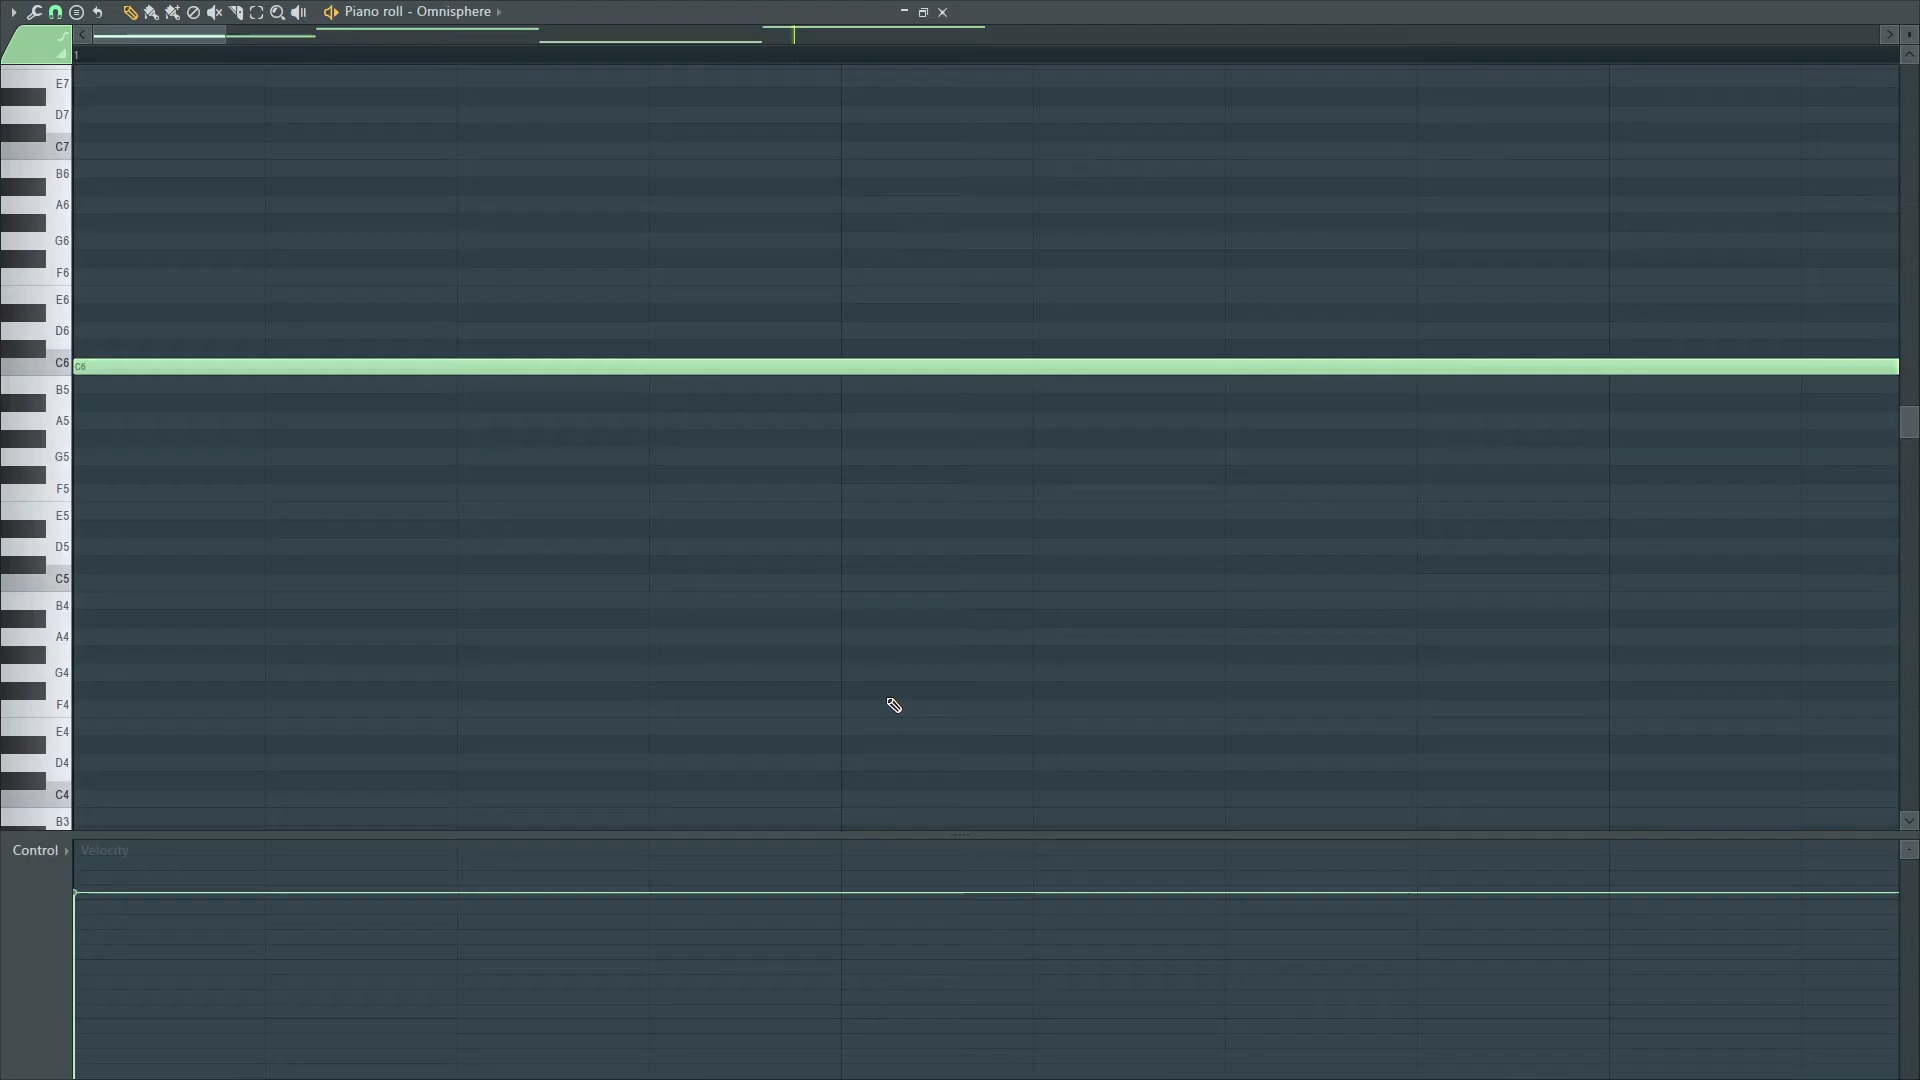 Piano roll - Omnisphere
1
E7
D7
C7
B6
A6
G6
F6
E6
D6
C6
C6
B5
A5
G5
F5
E5
D5
C5
B4
A4
G4
F4
E4
D4
C4
B3
Control
Velocity